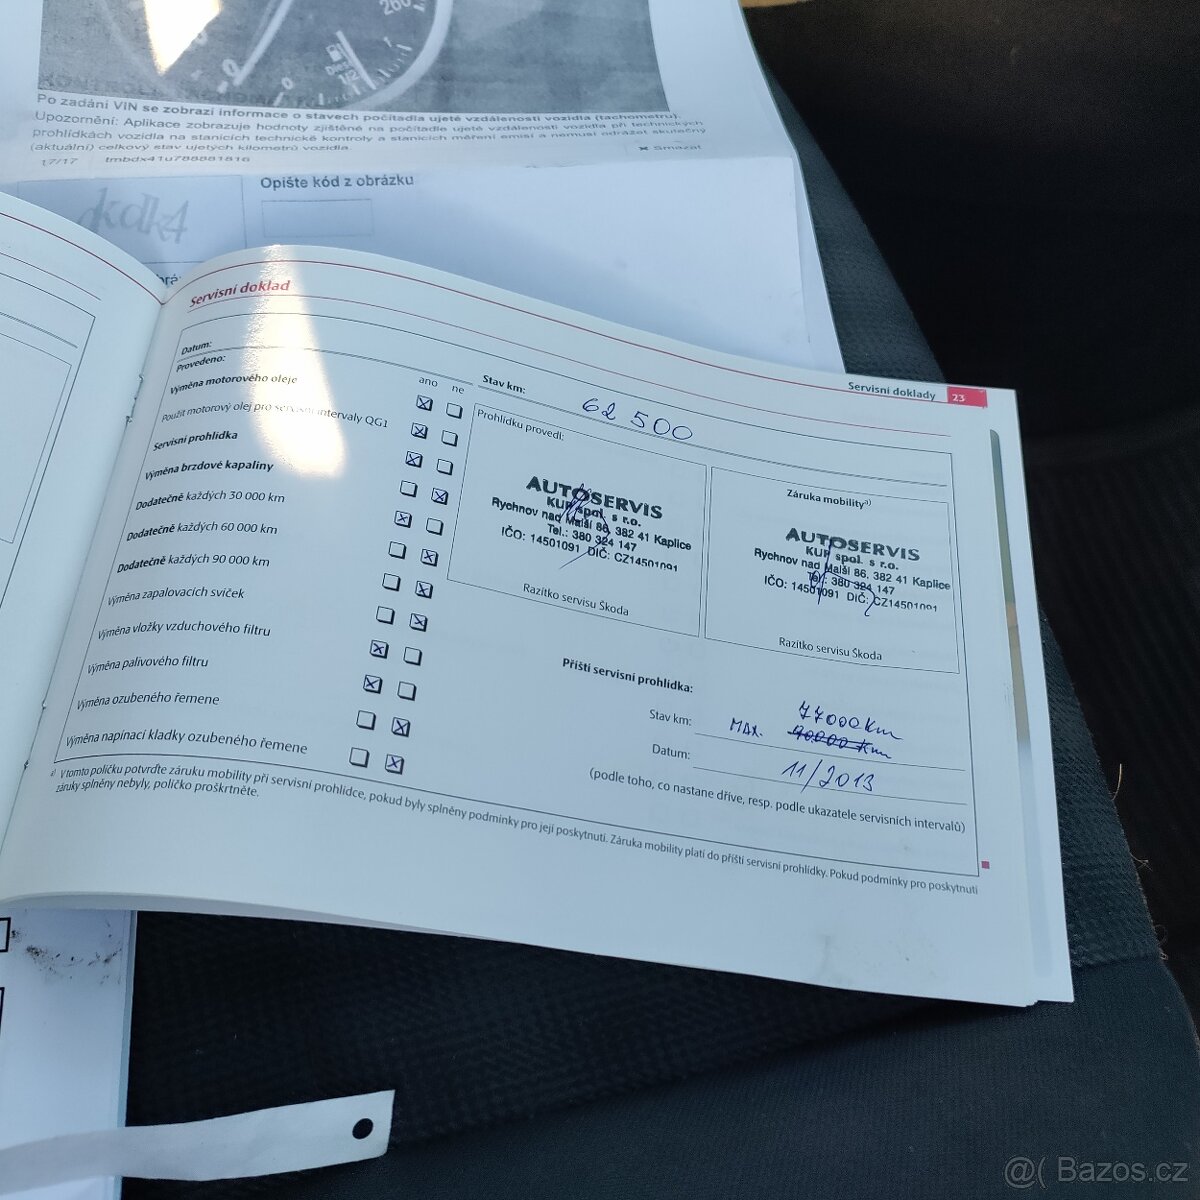 260
1/2
0
Po zadání VIN se zobrazí informace o stavech počítadla ujeté vzdálenosti vozidla (tachometru).
Upozornění: Aplikace zobrazuje hodnoty zjištěné na počítadle ujeté vzdálenosti vozidla při technických
prohlídkách vozidla na stanicích technické kontroly a stanicích měření emisí a nemusí odrážet skutečný
(aktuální) celkový stav ujetých kilometrů vozidla.
17/17 tmbdx41u788881816
× Smazat
Opište kód z obrázku
dkdk4
Servisní doklad
Servisní doklady 23
Datum:
Stav km: 62 500
Provedeno:
ano ne
Výměna motorového oleje
Použit motorový olej pro servisní intervaly QG1
Servisní prohlídka
Výměna brzdové kapaliny
Dodatečně každých 30 000 km
Dodatečně každých 60 000 km
Dodatečně každých 90 000 km
Výměna zapalovacích svíček
Výměna vložky vzduchového filtru
Výměna palivového filtru
Výměna ozubeného řemene
Výměna napínací kladky ozubeného řemene
Prohlídku provedl:
AUTOSERVIS
KUP spol. s r.o.
Rychnov nad Malší 86, 382 41 Kaplice
Tel.: 380 324 147
IČO: 14501091 DIČ: CZ14501091
Razítko servisu Škoda
Záruka mobility a)
AUTOSERVIS
KUP spol. s r.o.
Rychnov nad Malší 86, 382 41 Kaplice
Tel.: 380 324 147
IČO: 14501091 DIČ: CZ14501091
Razítko servisu Škoda
Příští servisní prohlídka:
77000km
Stav km: MAX. 90000 km
Datum: 11/2013
(podle toho, co nastane dříve, resp. podle ukazatele servisních intervalů)
a) V tomto políčku potvrďte záruku mobility při servisní prohlídce, pokud byly splněny podmínky pro její poskytnutí. Záruka mobility platí do příští servisní prohlídky. Pokud podmínky pro poskytnutí
záruky splněny nebyly, políčko proškrtněte.
@( Bazos.cz